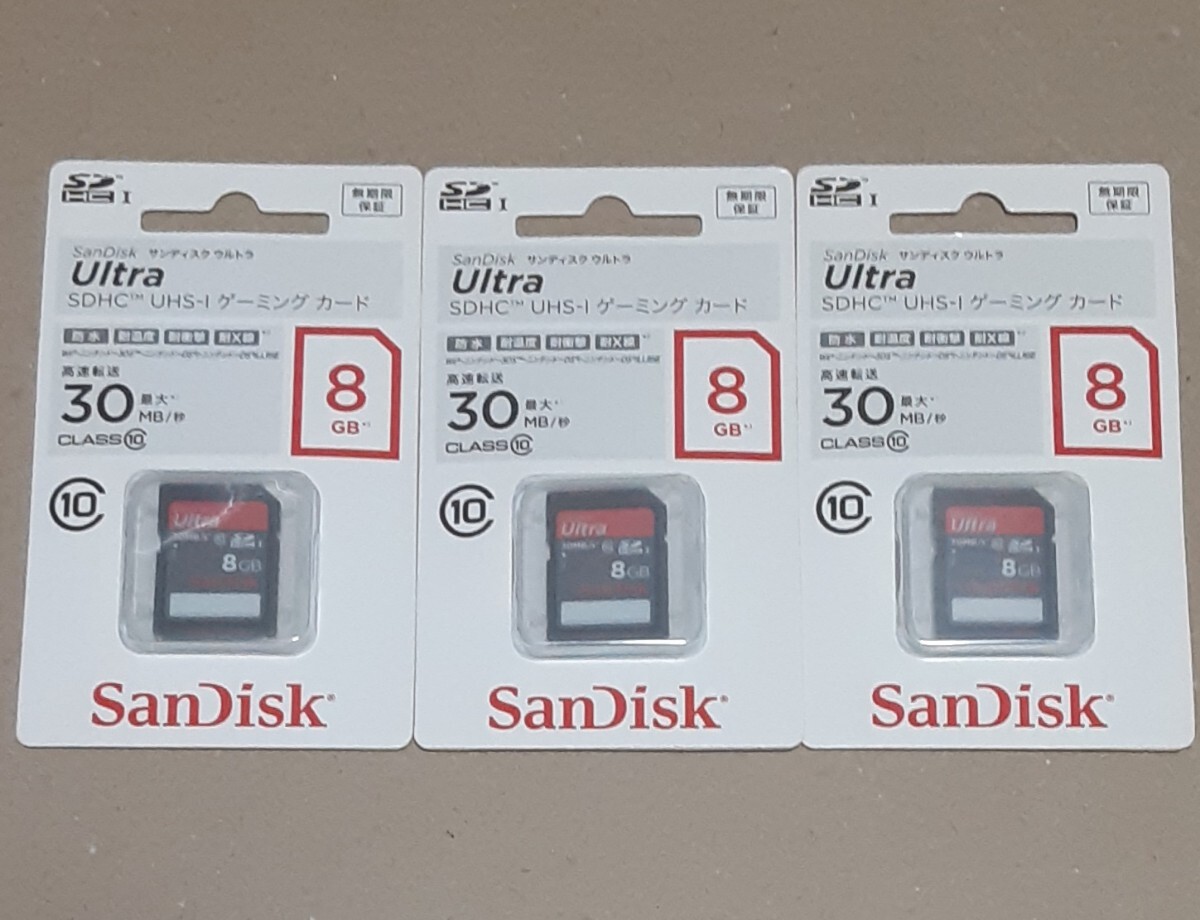 SD HC I
無期限
保証
SanDisk サンディスク ウルトラ
Ultra
SDHC™ UHS-I ゲーミング カード
防水 耐温度 耐衝撃 耐X線
高速転送
30 最大
MB/秒
CLASS10
8
GB
10
Ultra
8GB
SanDisk®
SD HC I
無期限
保証
SanDisk サンディスク ウルトラ
Ultra
SDHC™ UHS-I ゲーミング カード
防水 耐温度 耐衝撃 耐X線
高速転送
30 最大
MB/秒
CLASS10
8
GB
10
Ultra
8GB
SanDisk®
SD HC I
無期限
保証
SanDisk サンディスク ウルトラ
Ultra
SDHC™ UHS-I ゲーミング カード
防水 耐温度 耐衝撃 耐X線
高速転送
30 最大
MB/秒
CLASS10
8
GB
10
Ultra
8GB
SanDisk®